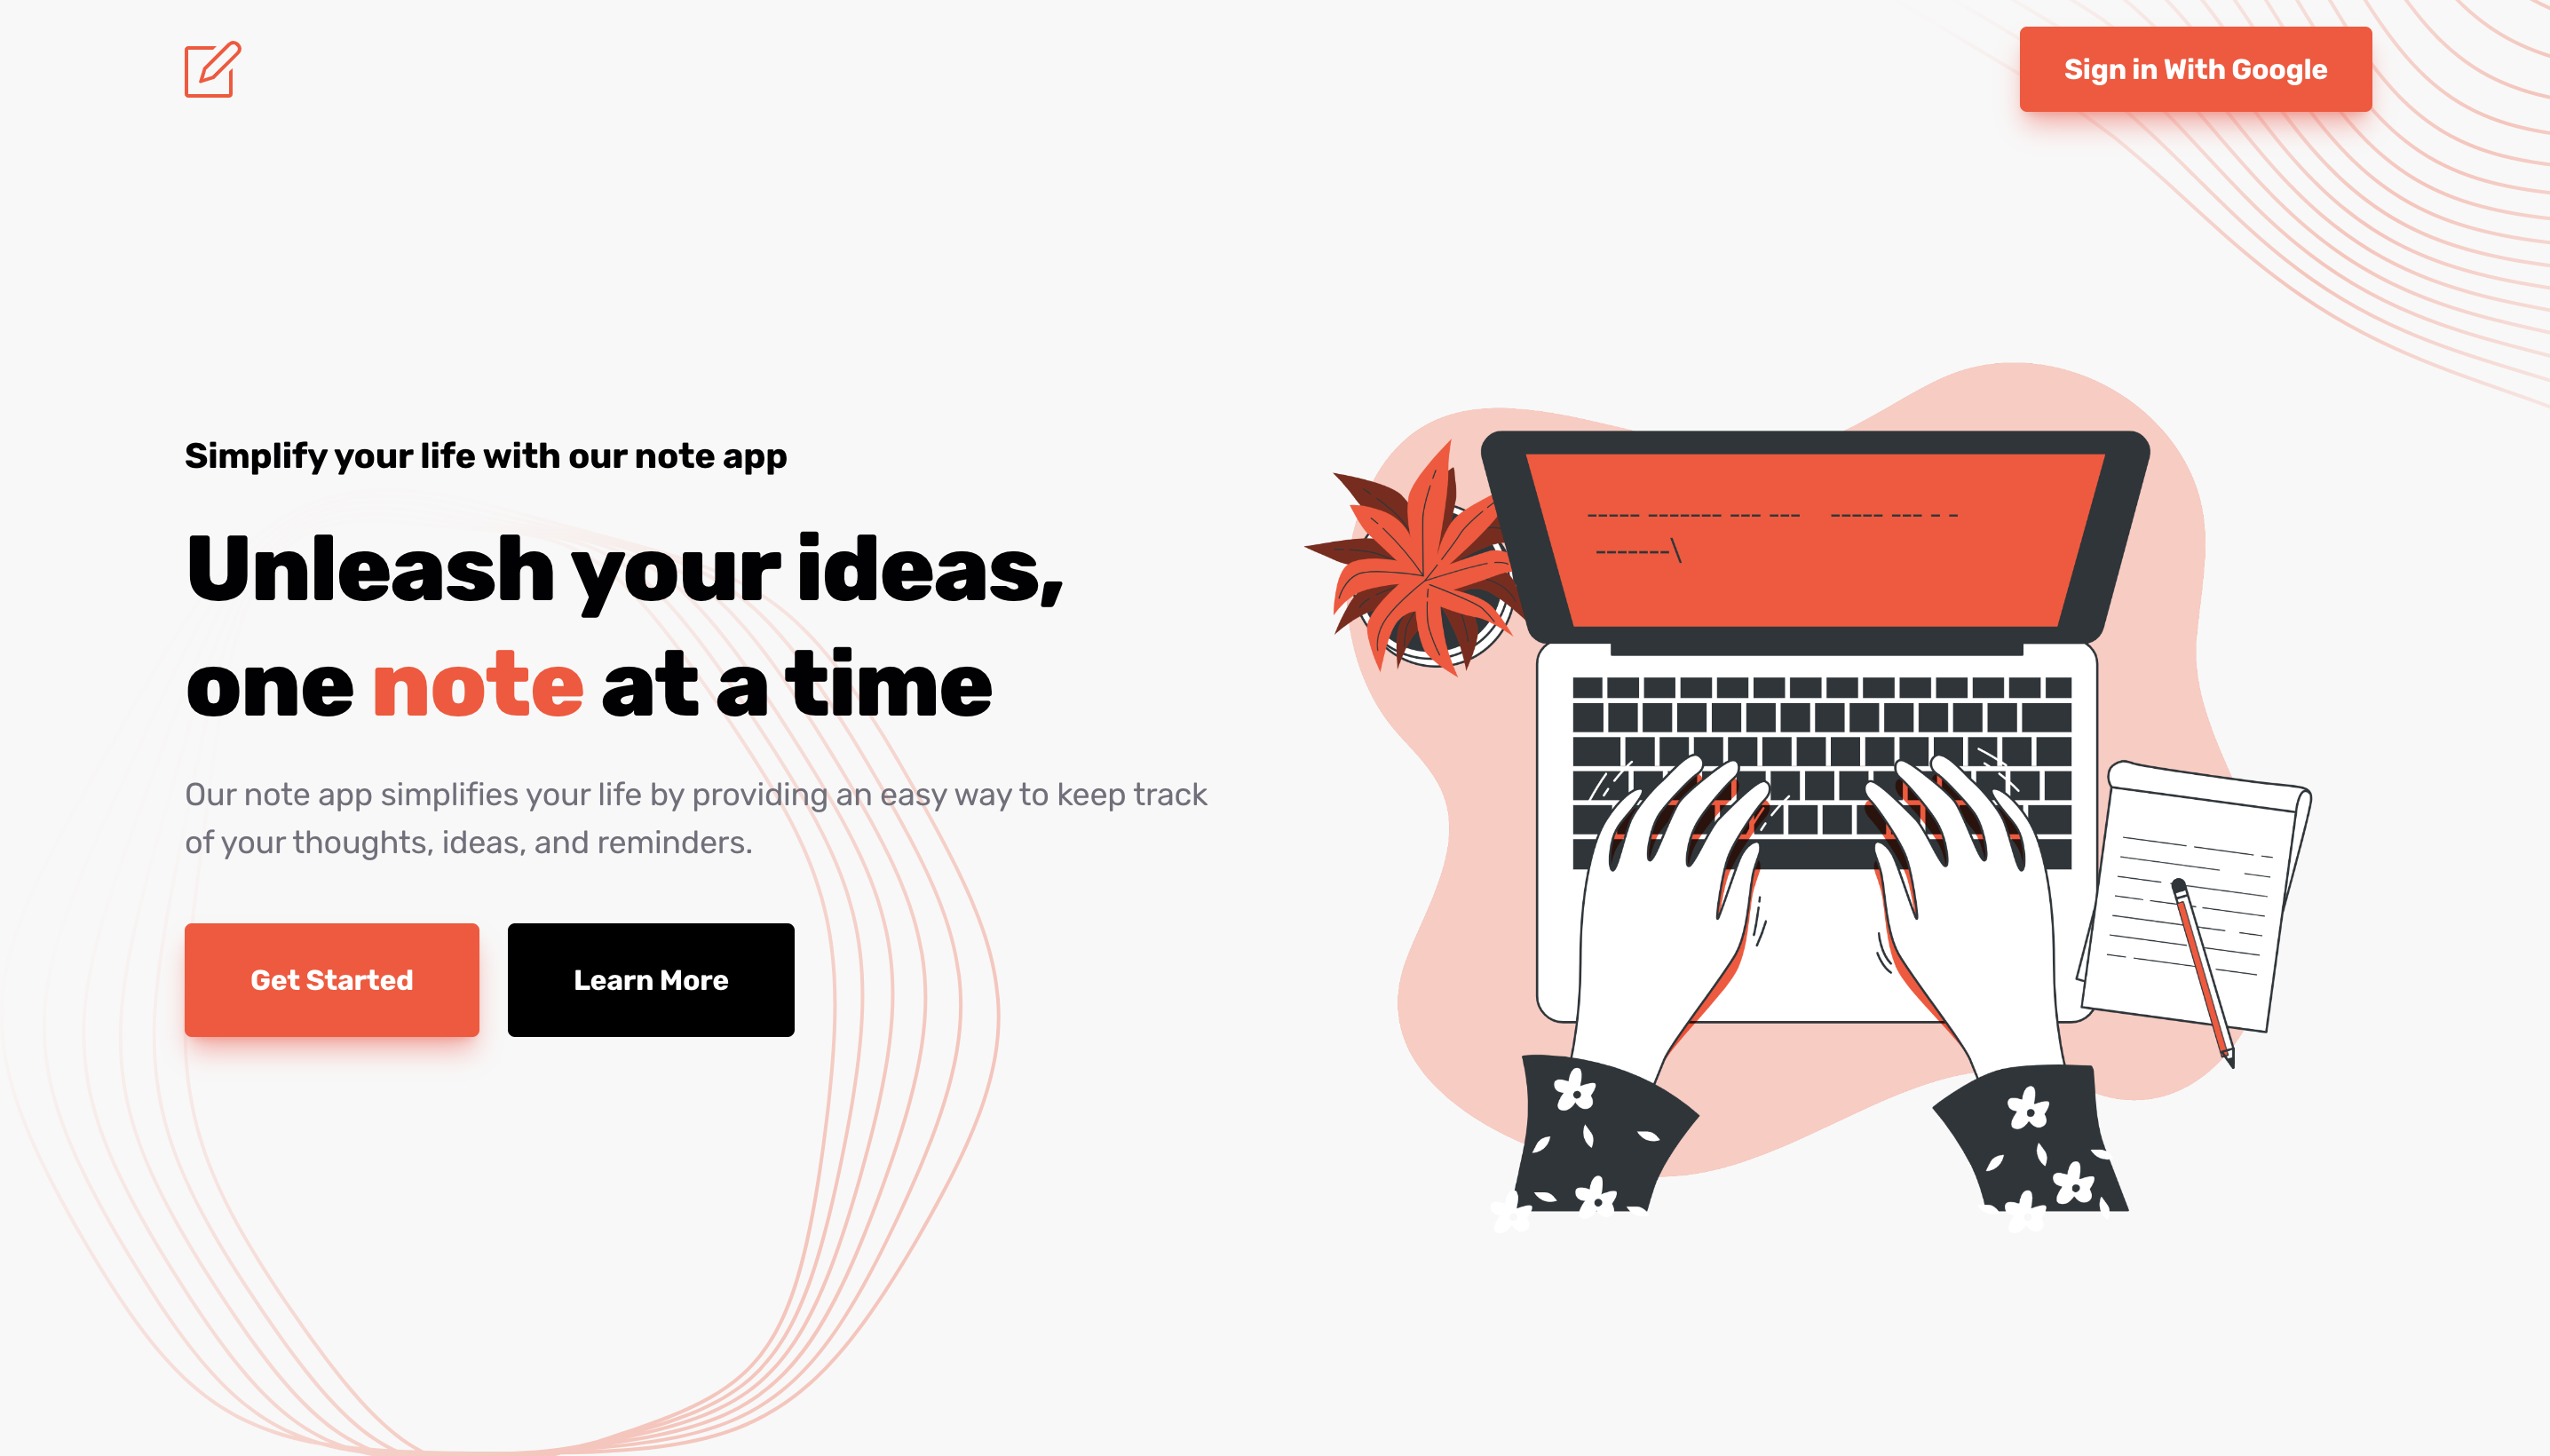 Sign in With Google
Simplify your life with our note app
Unleash your ideas,
one note at a time
Our note app simplifies your life by providing an easy way to keep track
of your thoughts, ideas, and reminders.
Get Started
Learn More